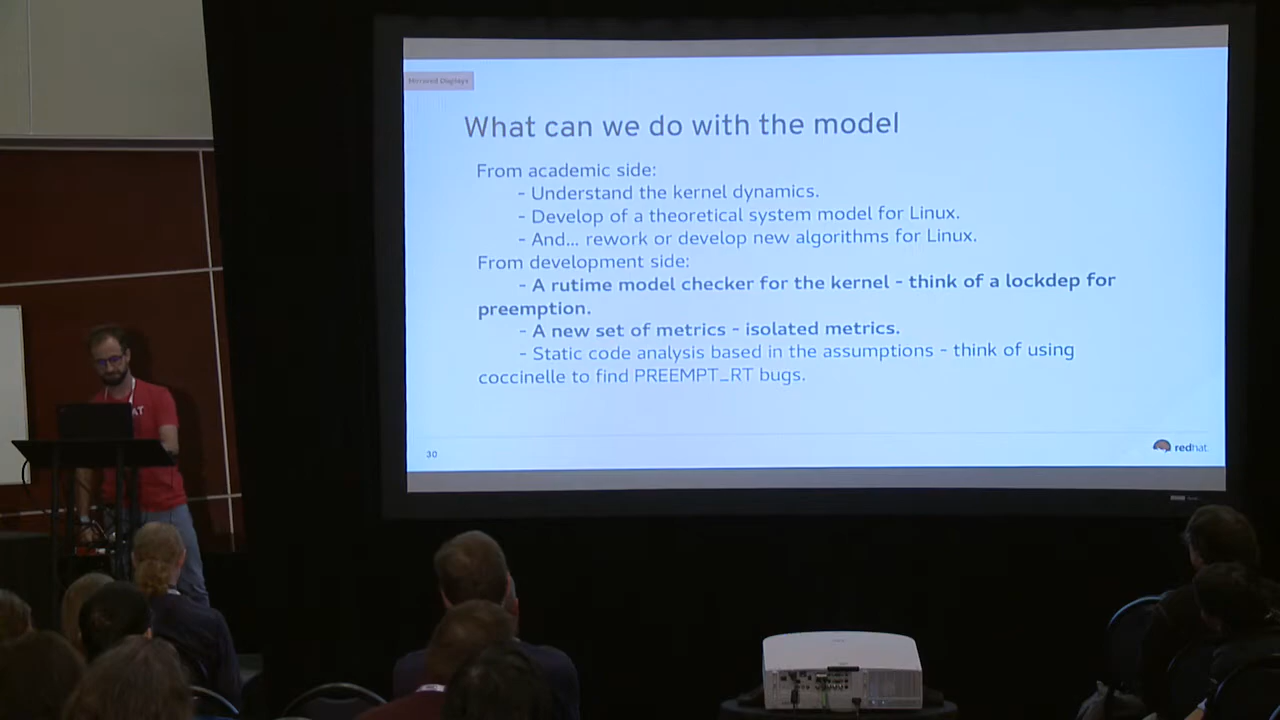 Mirrored Displays
What can we do with the model
From academic side:
- Understand the kernel dynamics.
- Develop of a theoretical system model for Linux.
- And... rework or develop new algorithms for Linux.
From development side:
- A rutime model checker for the kernel - think of a lockdep for
preemption.
- A new set of metrics - isolated metrics.
- Static code analysis based in the assumptions - think of using
coccinelle to find PREEMPT_RT bugs.
30
redhat.
AT